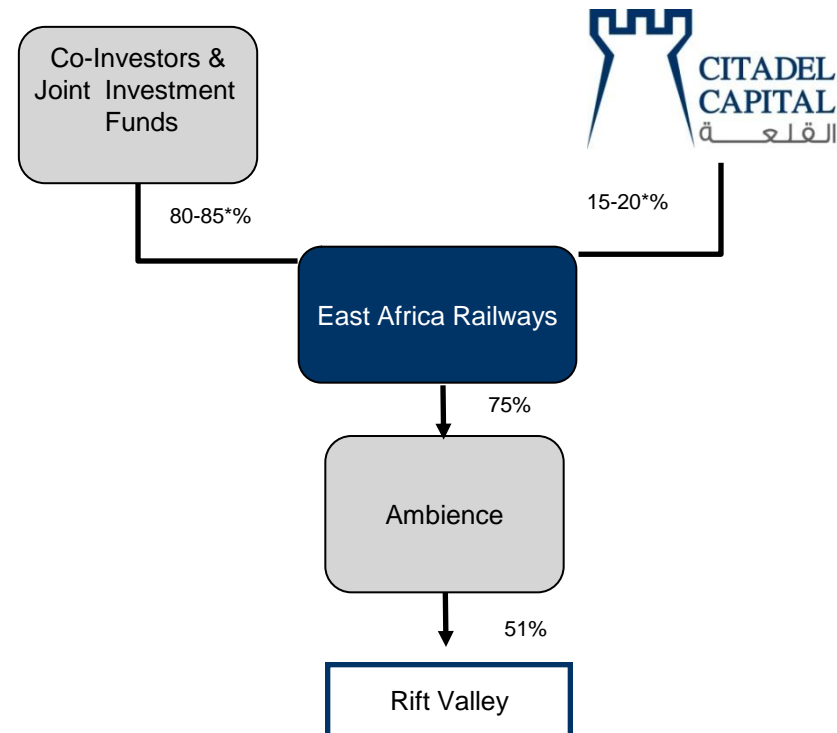 Co-Investors &
Joint Investment
Funds
CITADEL
CAPITAL
القلعة
80-85*%
15-20*%
East Africa Railways
75%
Ambience
51%
Rift Valley